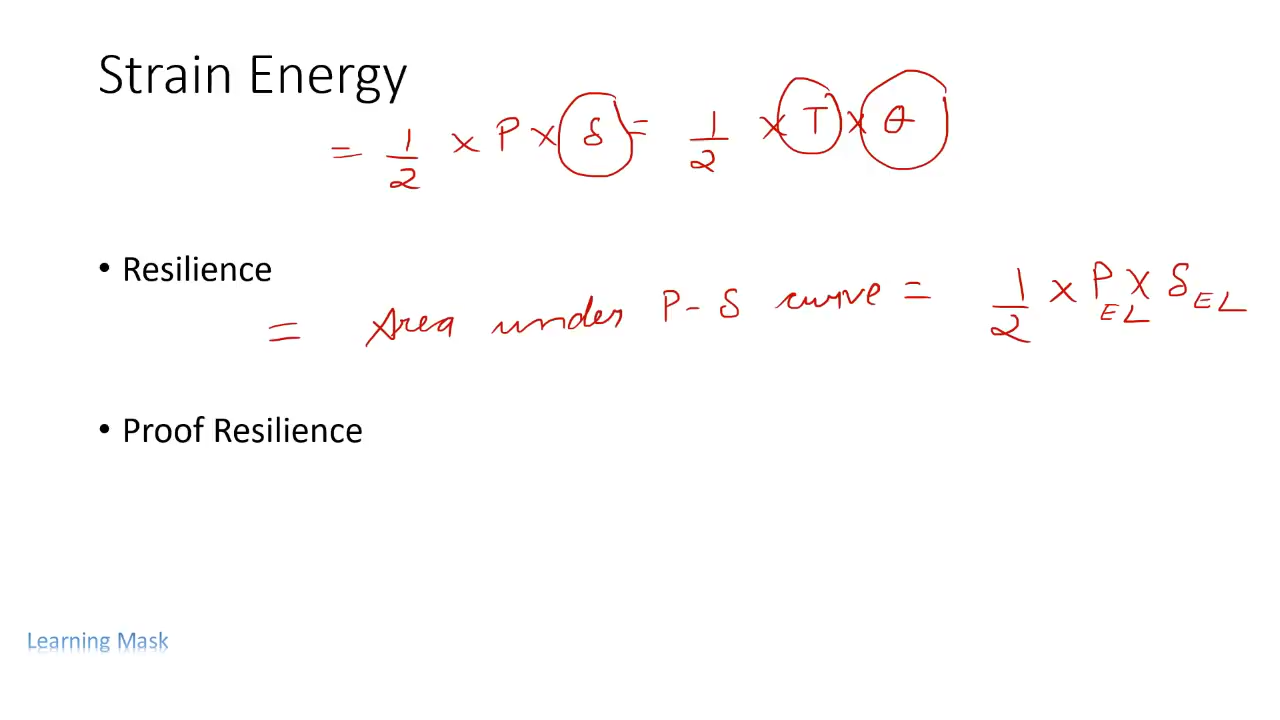 Strain Energy
= 1/2 × P × δ = 1/2 × T × θ
• Resilience
= Area under P-δ curve = 1/2 × P_EL × δ_EL
• Proof Resilience
Learning Mask